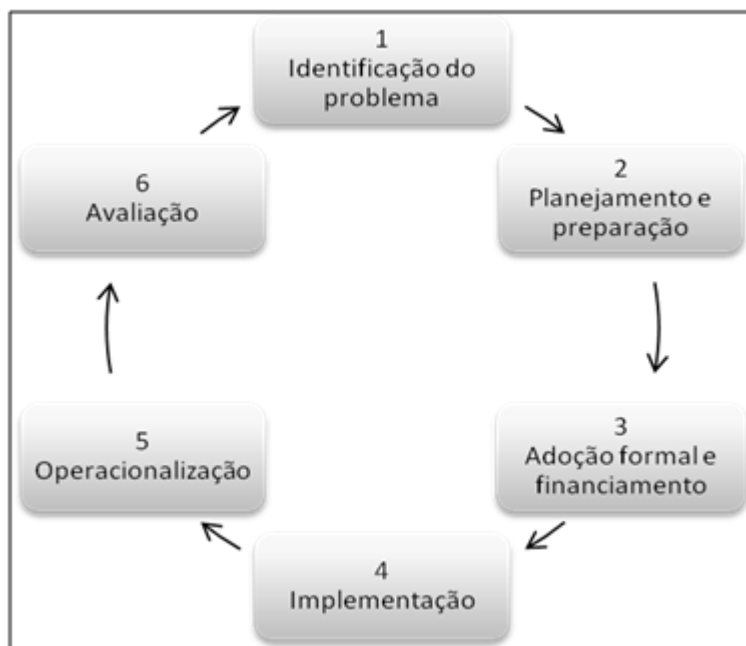 1
Identificação do
problema
2
Planejamento e
preparação
3
Adoção formal e
financiamento
4
Implementação
5
Operacionalização
6
Avaliação